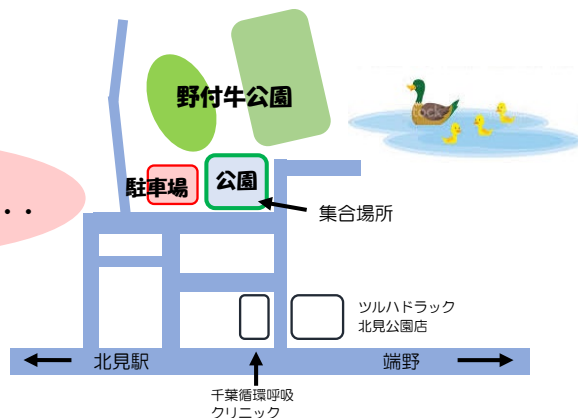 野付牛公園
駐車場
公園
・・
集合場所
ツルハドラック
北見公園店
北見駅
端野
千葉循環呼吸
クリニック